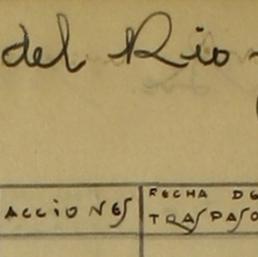 del Rio
ACCIONES
FECHA DE
TRASPASO